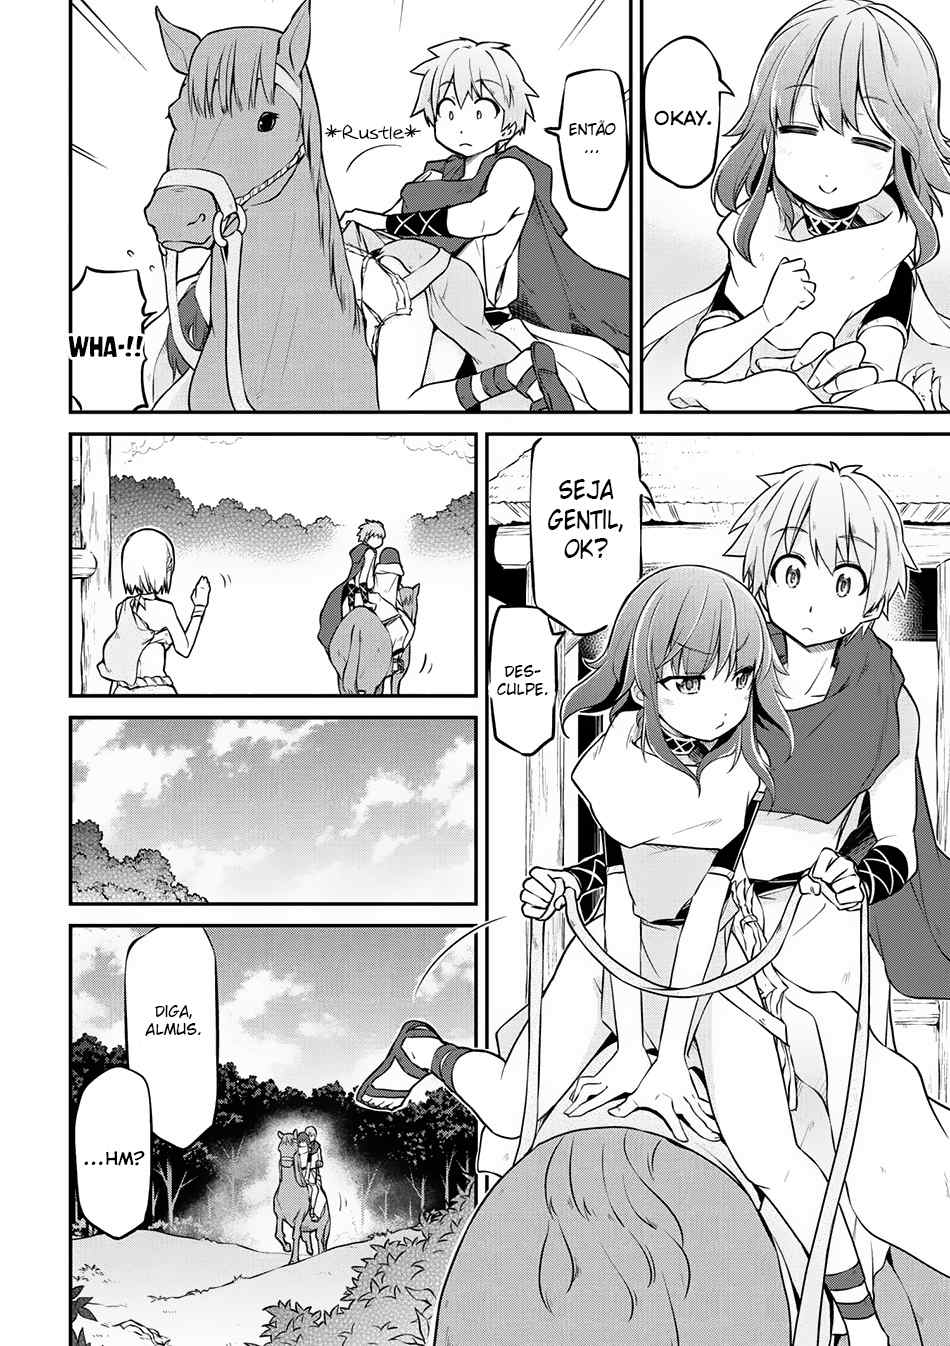 OKAY.
ENTÃO
...
*Rustle*
WHA-!!
SEJA
GENTIL,
OK?
DES-
CULPE.
DIGA,
ALMUS.
...HM?